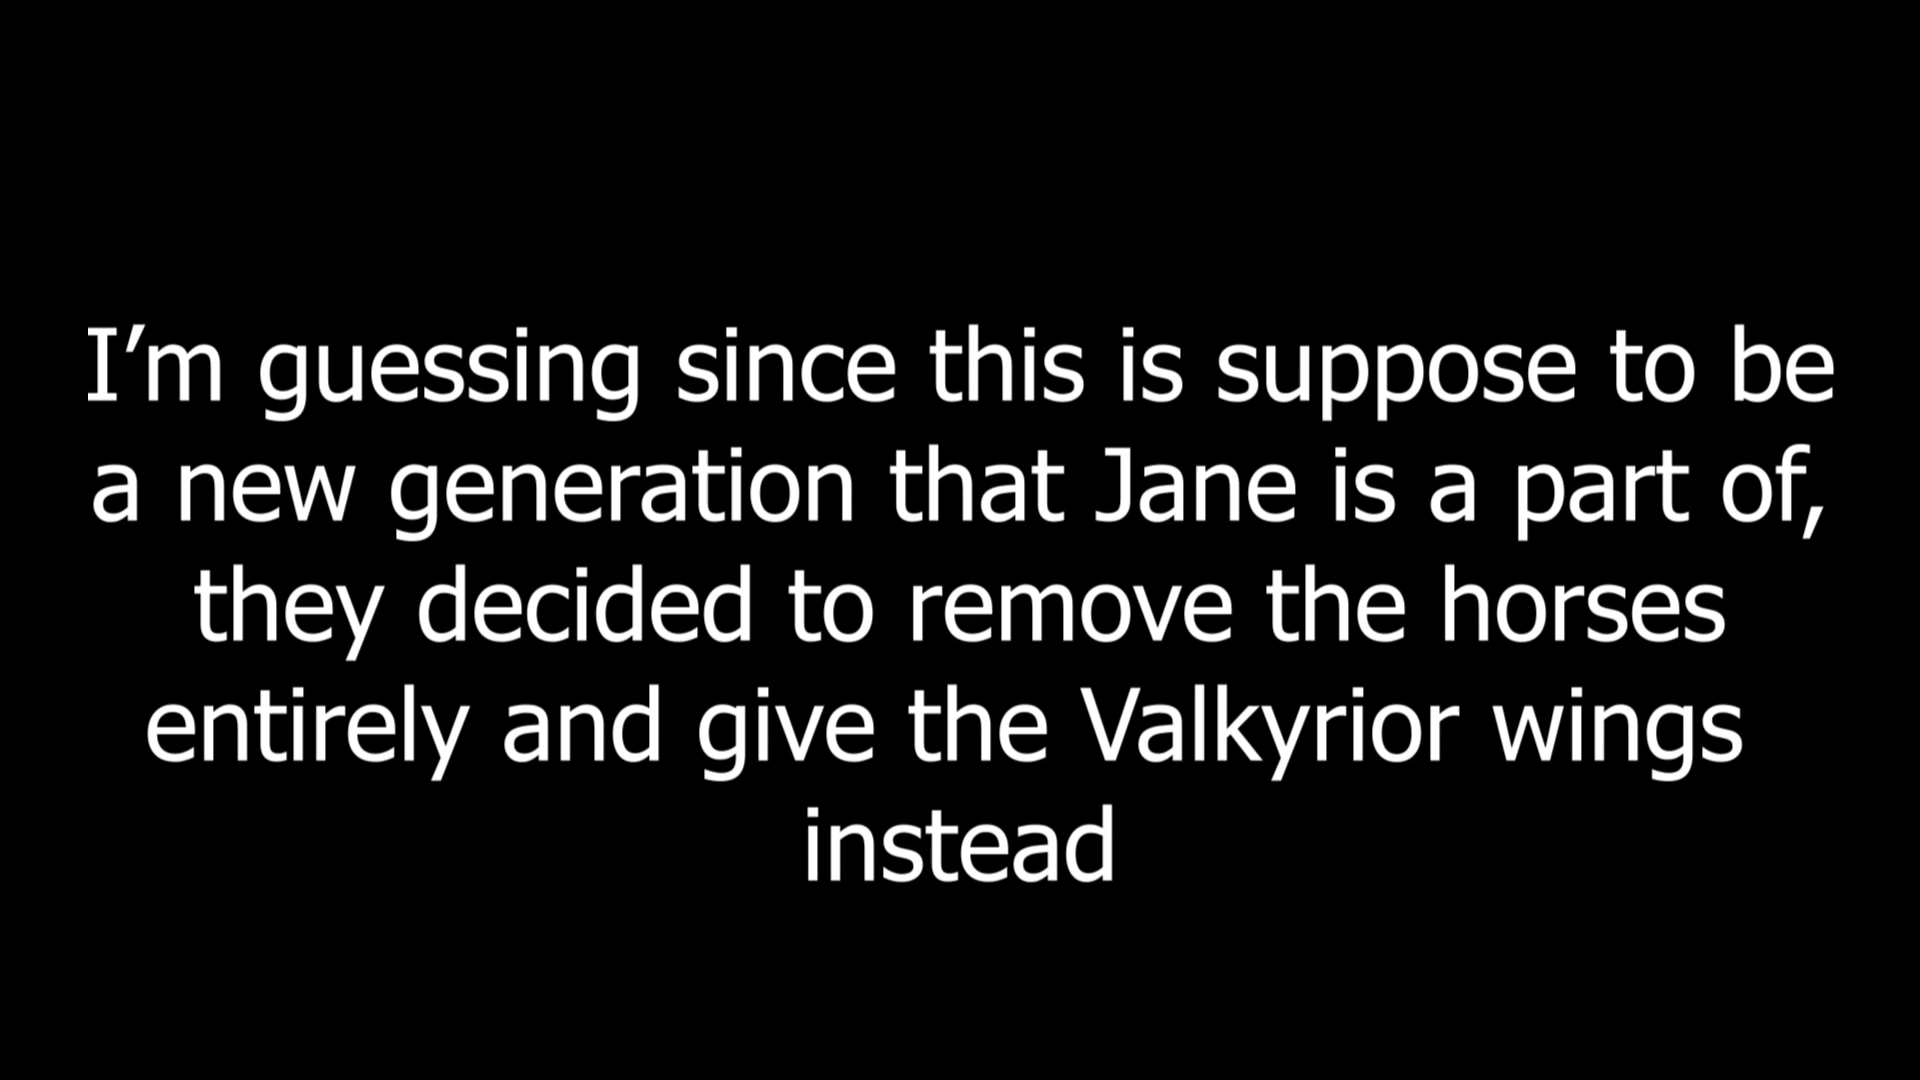 I’m guessing since this is suppose to be
a new generation that Jane is a part of,
they decided to remove the horses
entirely and give the Valkyrior wings
instead